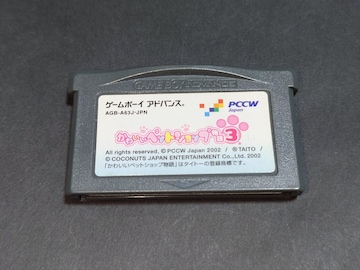 GAME BOY ADVANCE
ゲームボーイ アドバンス®
AGB-A63J-JPN
PCCW
Japan
かわいいペットショップ物語3
All rights reserved, © PCCW Japan 2002 / ®TAITO /
© COCONUTS JAPAN ENTERTAINMENT Co.,Ltd. 2002
「かわいいペットショップ物語」はタイトーの登録商標です。